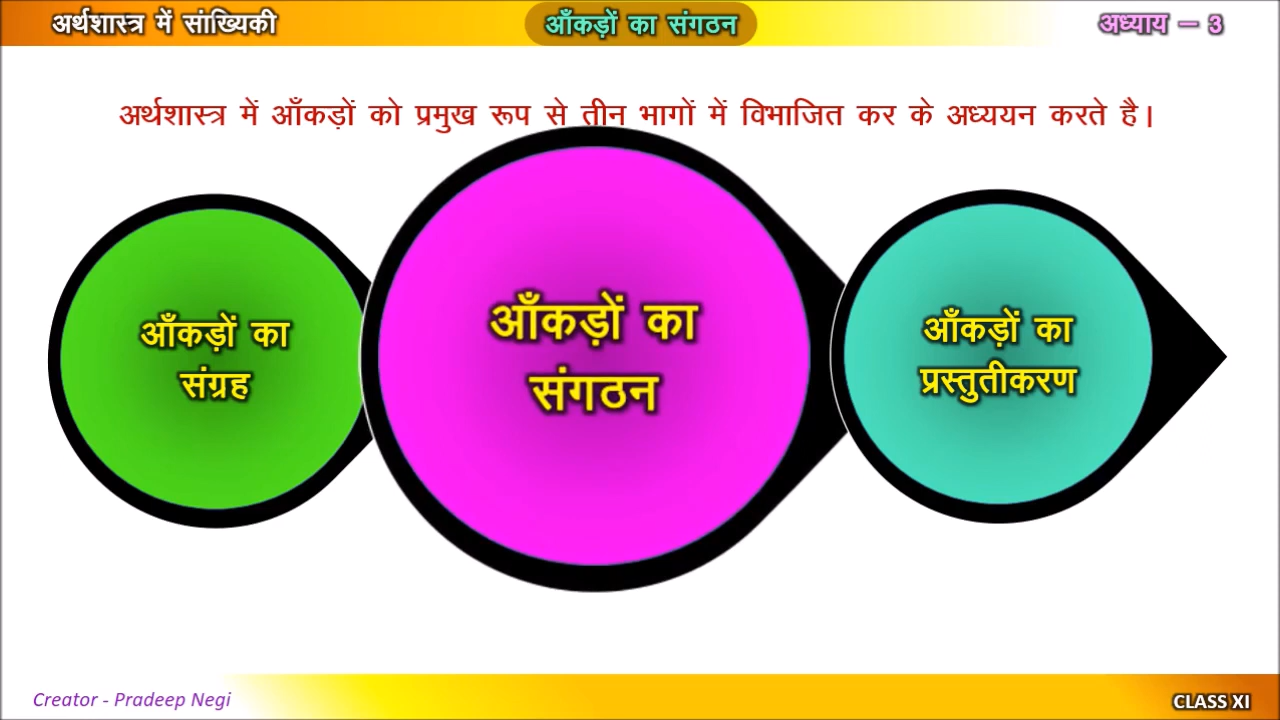 अर्थशास्त्र में सांख्यिकी
आँकड़ों का संगठन
अध्याय – 3
अर्थशास्त्र में आँकड़ों को प्रमुख रूप से तीन भागों में विभाजित कर के अध्ययन करते है।
आँकड़ों का
संग्रह
आँकड़ों का
संगठन
आँकड़ों का
प्रस्तुतीकरण
Creator - Pradeep Negi
CLASS XI